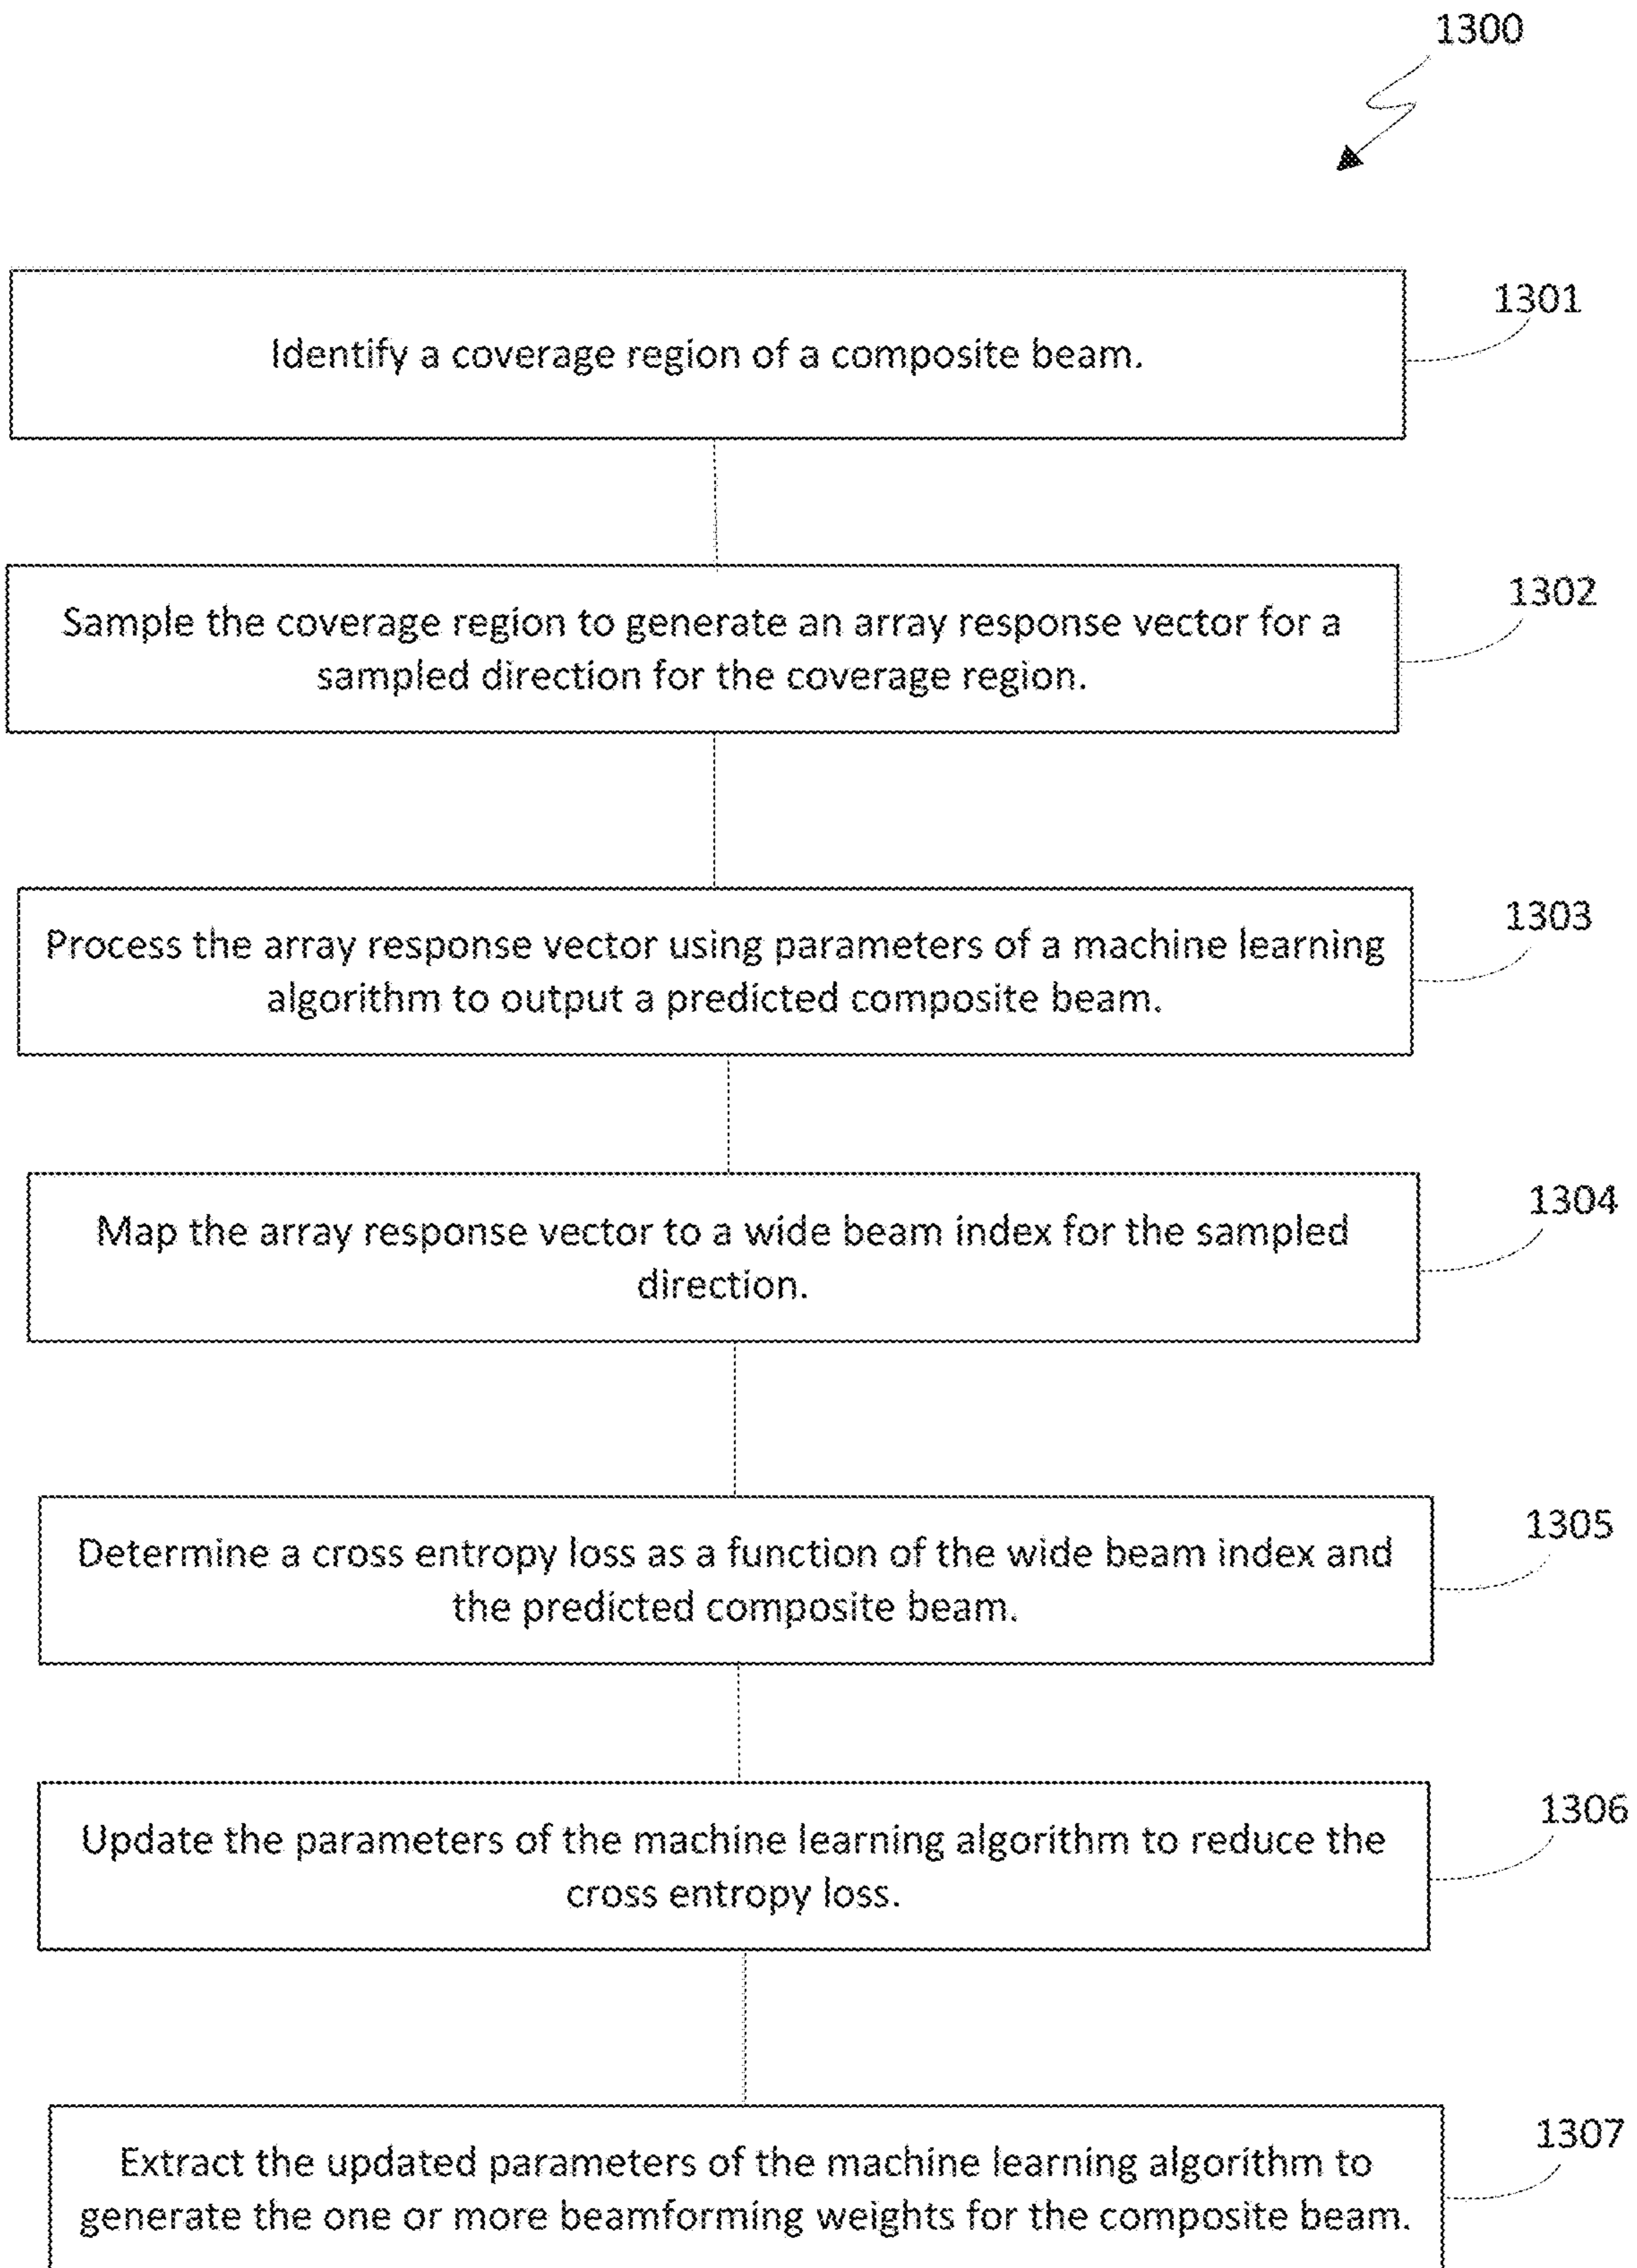 1300
1301
Identify a coverage region of a composite beam.
1302
Sample the coverage region to generate an array response vector for a
sampled direction for the coverage region.
1303
Process the array response vector using parameters of a machine learning
algorithm to output a predicted composite beam.
1304
Map the array response vector to a wide beam index for the sampled
direction.
1305
Determine a cross entropy loss as a function of the wide beam index and
the predicted composite beam.
1306
Update the parameters of the machine learning algorithm to reduce the
cross entropy loss.
1307
Extract the updated parameters of the machine learning algorithm to
generate the one or more beamforming weights for the composite beam.